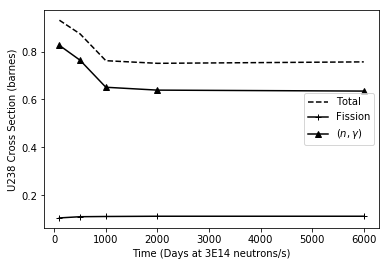 0.8
0.6
0.4
0.2
U238 Cross Section (barnes)
Total
Fission
(n, γ)
0 1000 2000 3000 4000 5000 6000
Time (Days at 3E14 neutrons/s)